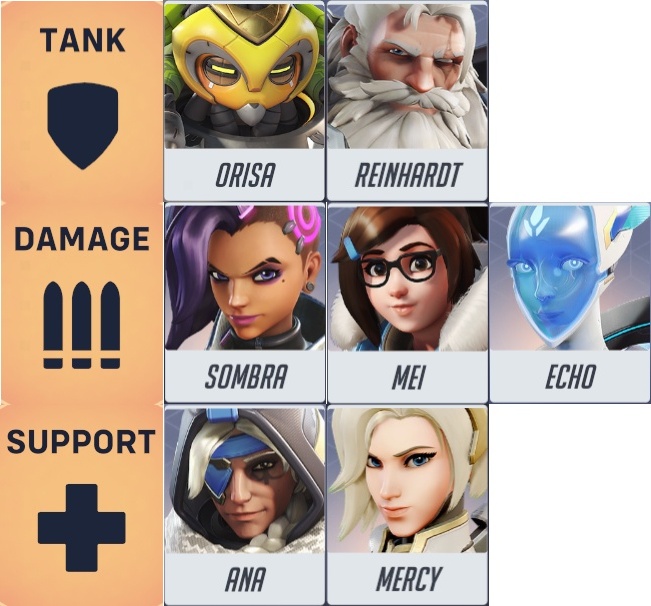 TANK
ORISA
REINHARDT
DAMAGE
SOMBRA
MEI
ECHO
SUPPORT
ANA
MERCY